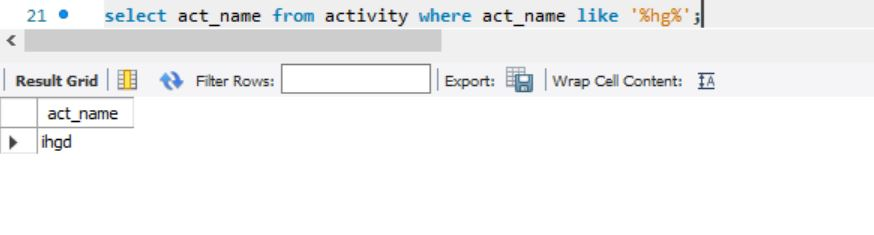 21 select act_name from activity where act_name like '%hg%';
Result Grid Filter Rows: Export: Wrap Cell Content: IA
act_name
ihgd